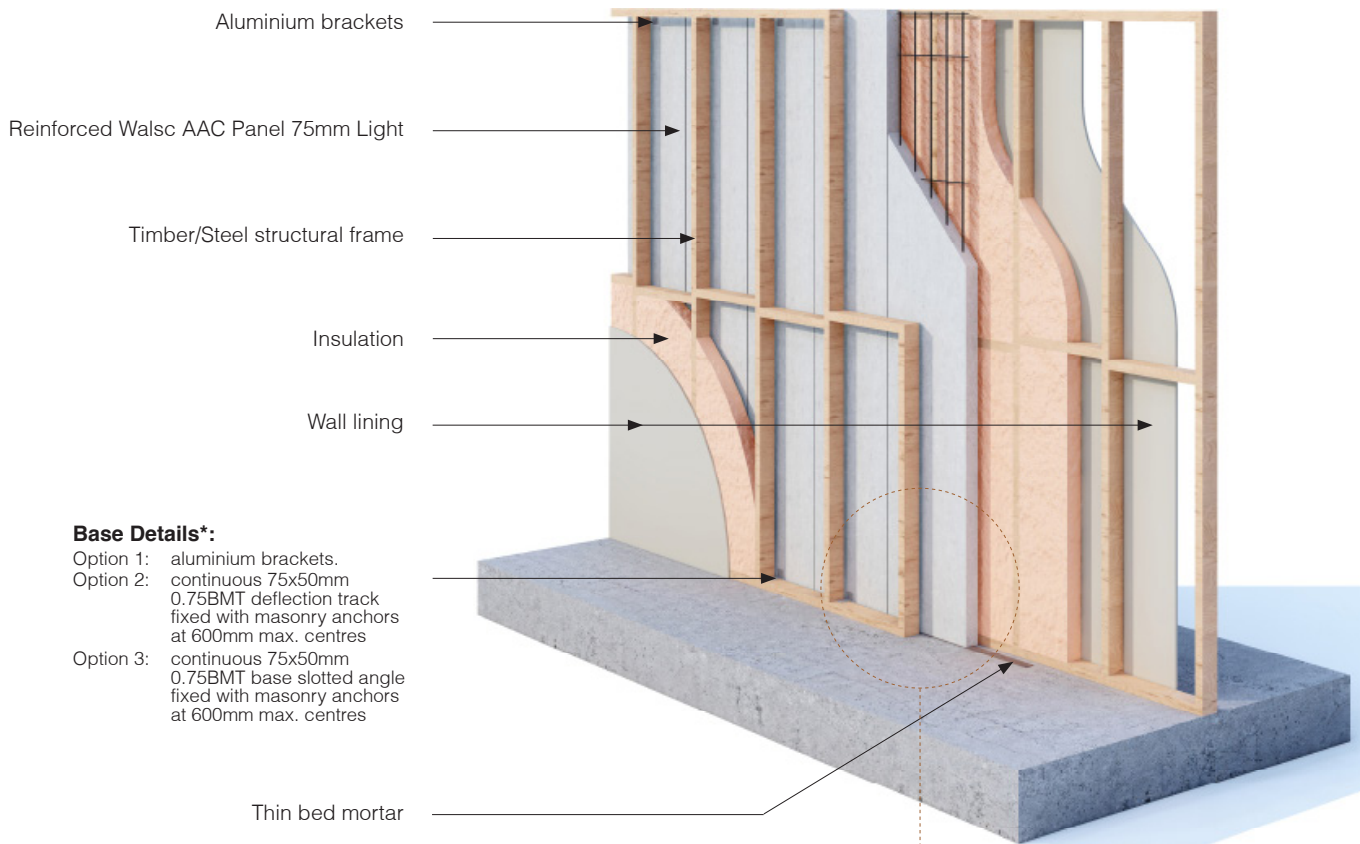 Aluminium brackets
Reinforced Walsc AAC Panel 75mm Light
Timber/Steel structural frame
Insulation
Wall lining
Base Details*:
Option 1: aluminium brackets.
Option 2: continuous 75x50mm
0.75BMT deflection track
fixed with masonry anchors
at 600mm max. centres
Option 3: continuous 75x50mm
0.75BMT base slotted angle
fixed with masonry anchors
at 600mm max. centres
Thin bed mortar